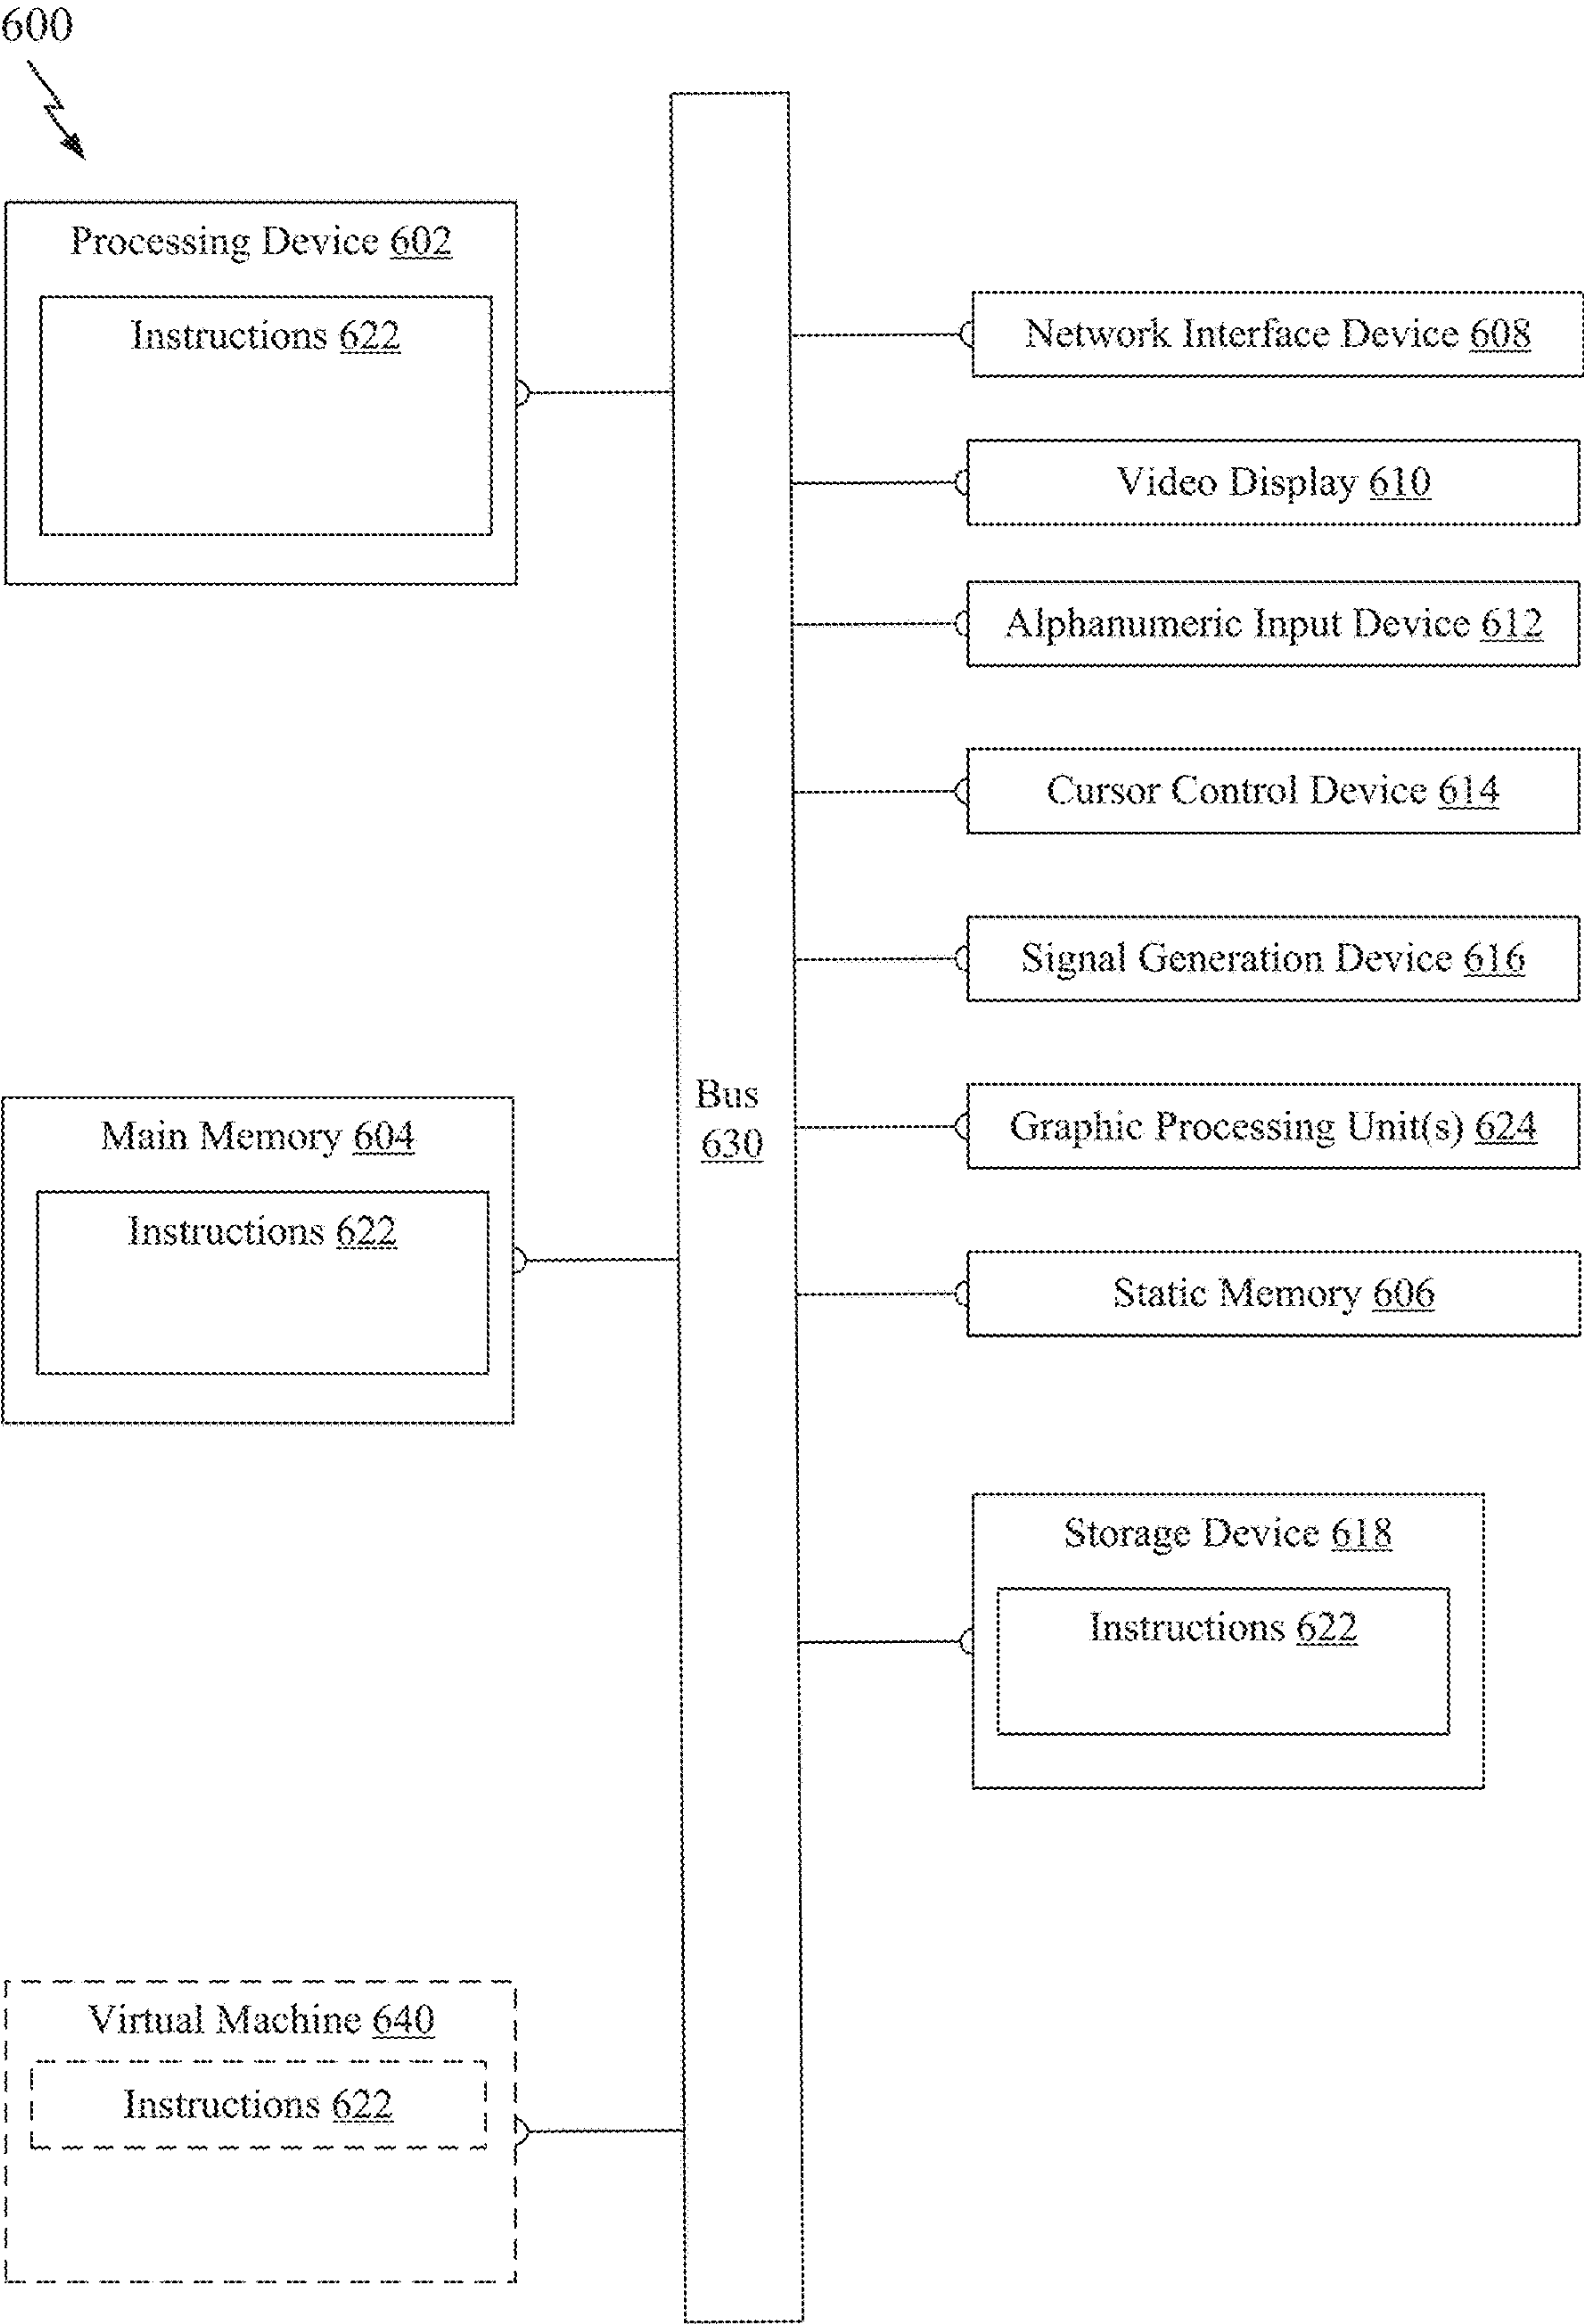 600
Processing Device 602
Instructions 622
Network Interface Device 608
Video Display 610
Alphanumeric Input Device 612
Cursor Control Device 614
Signal Generation Device 616
Bus
630
Graphic Processing Unit(s) 624
Main Memory 604
Instructions 622
Static Memory 606
Storage Device 618
Instructions 622
Virtual Machine 640
Instructions 622